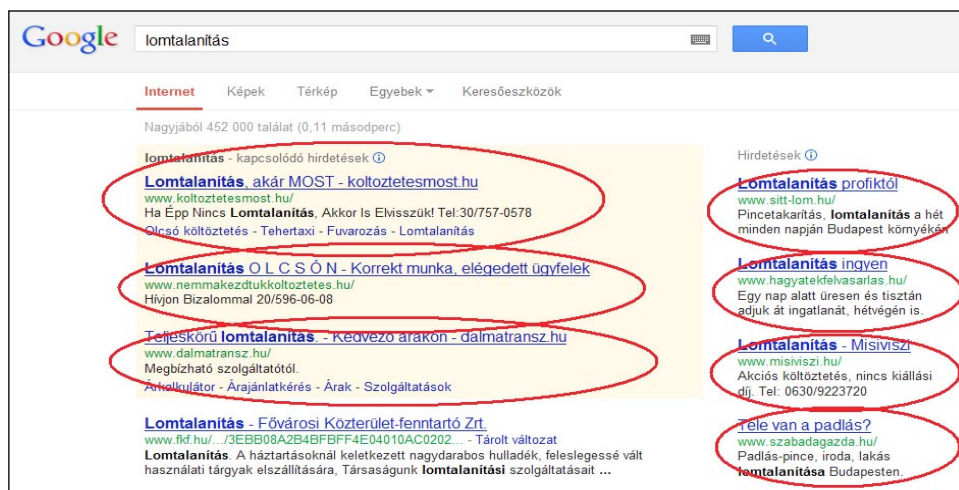 Google
lomtalanítás
Internet Képek Térkép Egyebek Keresőeszközök
Nagyjából 452 000 találat (0,11 másodperc)
lomtalanítás - kapcsolódó hirdetések
Lomtalanítás, akár MOST - koltoztetesmost.hu
www.koltoztetesmost.hu/
Ha Épp Nincs Lomtalanítás, Akkor Is Elvisszük! Tel:30/757-0578
Olcsó költöztetés - Tehertaxi - Fuvarozás - Lomtalanítás
Lomtalanítás O L C S Ó N - Korrekt munka, elégedett ügyfelek
www.nemmakezdtukkoltoztetes.hu/
Hívjon Bizalommal 20/596-06-08
Teljeskörű lomtalanítás. - Kedvező árakon - dalmatransz.hu
www.dalmatransz.hu/
Megbízható szolgáltatótól.
Árkalkulátor - Árajánlatkérés - Árak - Szolgáltatások
Lomtalanítás - Fővárosi Közterület-fenntartó Zrt.
www.fkf.hu/.../3EBB08A2B4BFBFF4E04010AC0202... - Tárolt változat
Lomtalanítás. A háztartásoknál keletkezett nagydarabos hulladék, feleslegessé vált
használati tárgyak elszállítására, Társaságunk lomtalanítási szolgáltatásait ...
Hirdetések
Lomtalanítás profiktól
www.sitt-lom.hu/
Pincetakarítás, lomtalanítás a hét
minden napján Budapest környékén
Lomtalanítás ingyen
www.hagyatekfelvasarlas.hu/
Egy nap alatt üresen és tisztán
adjuk át ingatlanát, hétvégén is.
Lomtalanítás - Misiviszi
www.misiviszi.hu/
Akciós költöztetés, nincs kiállási
díj. Tel: 0630/9223720
Tele van a padlás?
www.szabadagazda.hu/
Padlás-pince, iroda, lakás
lomtalanítása Budapesten.